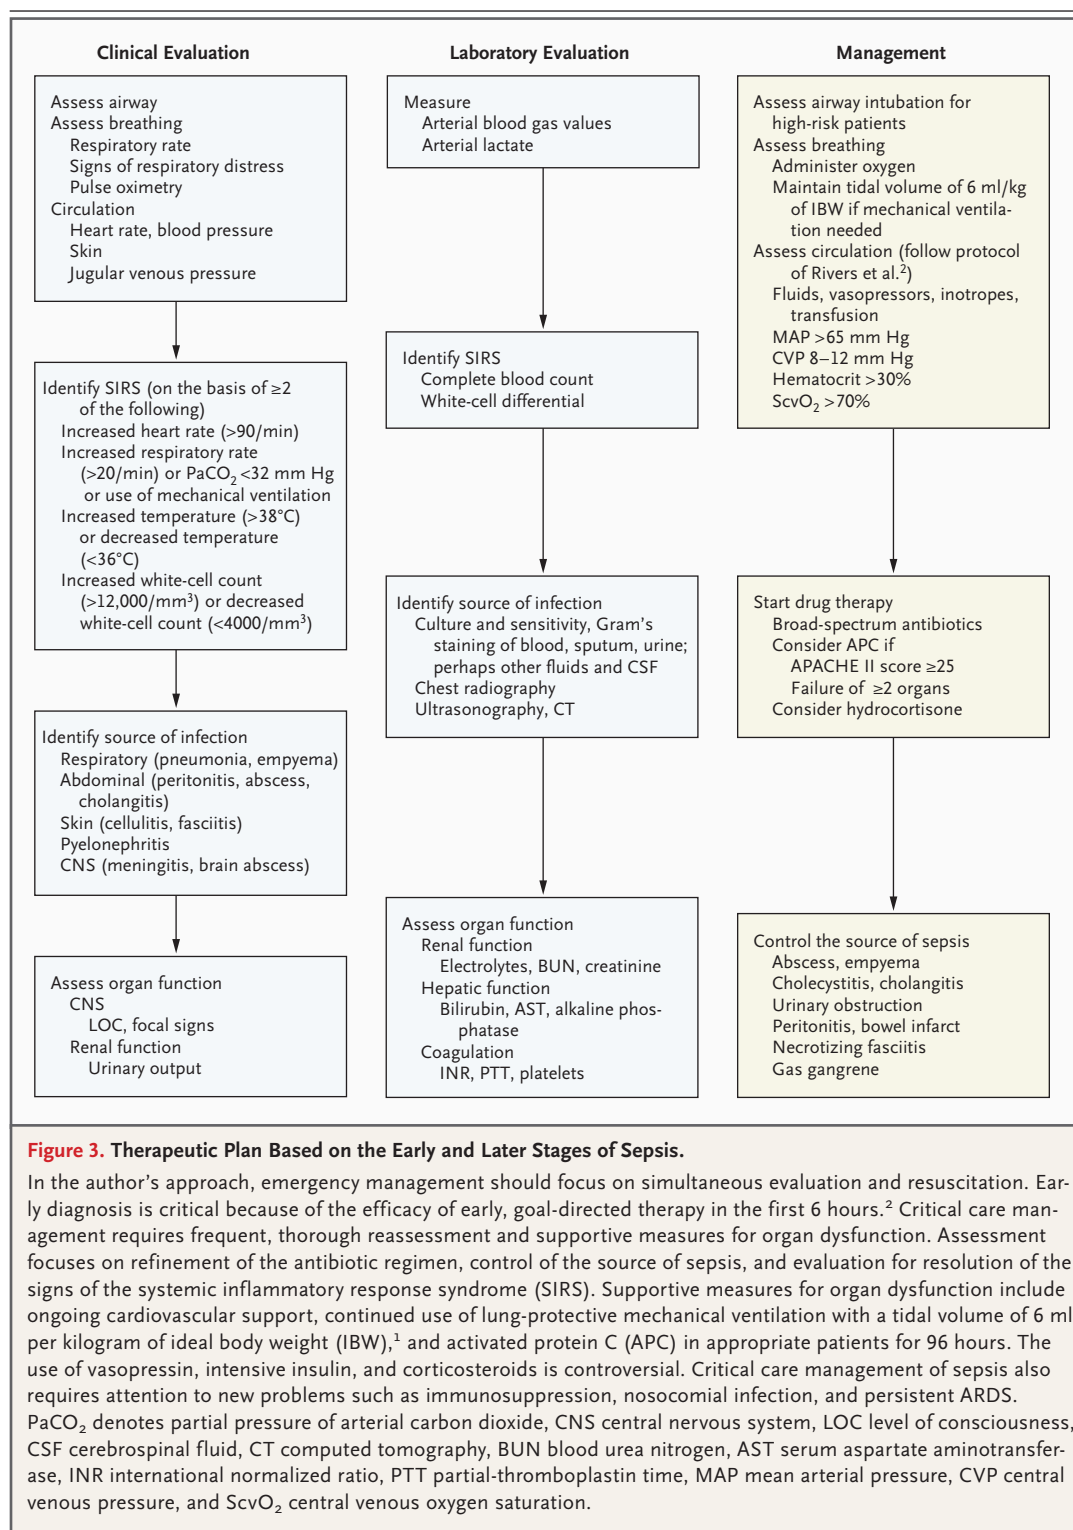 Clinical Evaluation
Assess airway
Assess breathing
Respiratory rate
Signs of respiratory distress
Pulse oximetry
Circulation
Heart rate, blood pressure
Skin
Jugular venous pressure
Identify SIRS (on the basis of ≥2
of the following)
Increased heart rate (>90/min)
Increased respiratory rate
(>20/min) or PaCO₂ <32 mm Hg
or use of mechanical ventilation
Increased temperature (>38°C)
or decreased temperature
(<36°C)
Increased white-cell count
(>12,000/mm³) or decreased
white-cell count (<4000/mm³)
Identify source of infection
Respiratory (pneumonia, empyema)
Abdominal (peritonitis, abscess,
cholangitis)
Skin (cellulitis, fasciitis)
Pyelonephritis
CNS (meningitis, brain abscess)
Assess organ function
CNS
LOC, focal signs
Renal function
Urinary output
Laboratory Evaluation
Measure
Arterial blood gas values
Arterial lactate
Identify SIRS
Complete blood count
White-cell differential
Identify source of infection
Culture and sensitivity, Gram's
staining of blood, sputum, urine;
perhaps other fluids and CSF
Chest radiography
Ultrasonography, CT
Assess organ function
Renal function
Electrolytes, BUN, creatinine
Hepatic function
Bilirubin, AST, alkaline phos-
phatase
Coagulation
INR, PTT, platelets
Management
Assess airway intubation for
high-risk patients
Assess breathing
Administer oxygen
Maintain tidal volume of 6 ml/kg
of IBW if mechanical ventila-
tion needed
Assess circulation (follow protocol
of Rivers et al.²)
Fluids, vasopressors, inotropes,
transfusion
MAP >65 mm Hg
CVP 8–12 mm Hg
Hematocrit >30%
ScvO₂ >70%
Start drug therapy
Broad-spectrum antibiotics
Consider APC if
APACHE II score ≥25
Failure of ≥2 organs
Consider hydrocortisone
Control the source of sepsis
Abscess, empyema
Cholecystitis, cholangitis
Urinary obstruction
Peritonitis, bowel infarct
Necrotizing fasciitis
Gas gangrene
Figure 3. Therapeutic Plan Based on the Early and Later Stages of Sepsis.
In the author's approach, emergency management should focus on simultaneous evaluation and resuscitation. Ear-
ly diagnosis is critical because of the efficacy of early, goal-directed therapy in the first 6 hours.² Critical care man-
agement requires frequent, thorough reassessment and supportive measures for organ dysfunction. Assessment
focuses on refinement of the antibiotic regimen, control of the source of sepsis, and evaluation for resolution of the
signs of the systemic inflammatory response syndrome (SIRS). Supportive measures for organ dysfunction include
ongoing cardiovascular support, continued use of lung-protective mechanical ventilation with a tidal volume of 6 ml
per kilogram of ideal body weight (IBW),¹ and activated protein C (APC) in appropriate patients for 96 hours. The
use of vasopressin, intensive insulin, and corticosteroids is controversial. Critical care management of sepsis also
requires attention to new problems such as immunosuppression, nosocomial infection, and persistent ARDS.
PaCO₂ denotes partial pressure of arterial carbon dioxide, CNS central nervous system, LOC level of consciousness,
CSF cerebrospinal fluid, CT computed tomography, BUN blood urea nitrogen, AST serum aspartate aminotransfer-
ase, INR international normalized ratio, PTT partial-thromboplastin time, MAP mean arterial pressure, CVP central
venous pressure, and ScvO₂ central venous oxygen saturation.